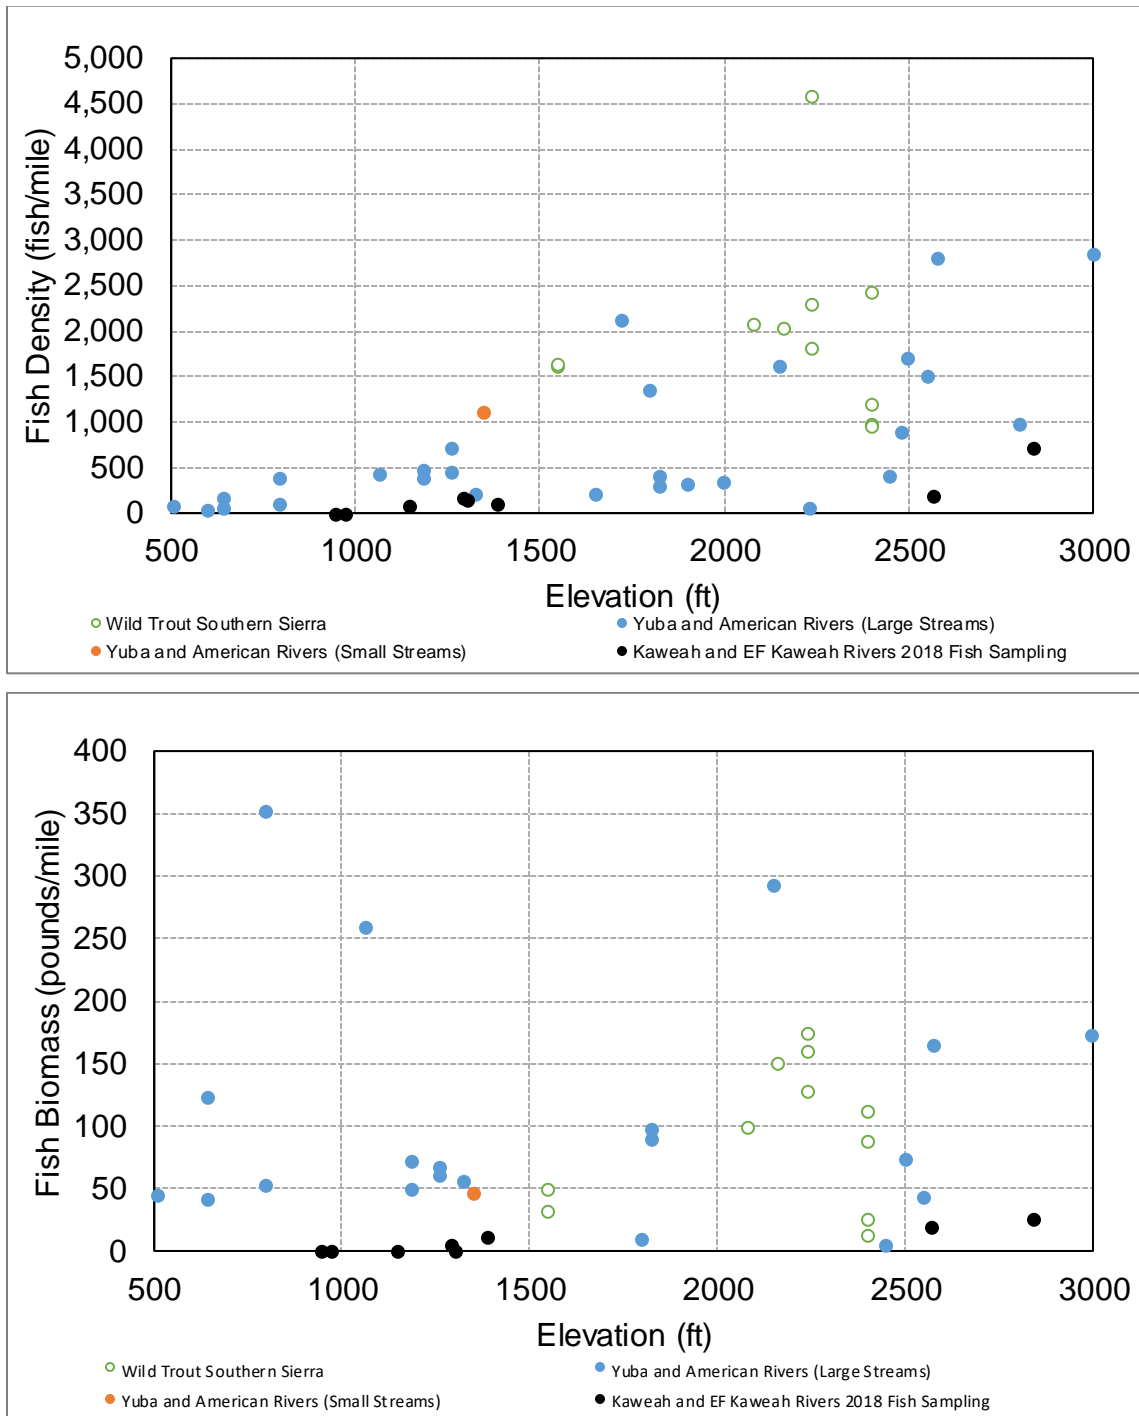 5,000
4,500
4,000
3,500
3,000
2,500
2,000
1,500
1,000
500
0
Fish Density (fish/mile)
500 1000 1500 2000 2500 3000
Elevation (ft)
Wild Trout Southern Sierra Yuba and American Rivers (Large Streams)
Yuba and American Rivers (Small Streams) Kaweah and EF Kaweah Rivers 2018 Fish Sampling
400
350
300
250
200
150
100
50
0
Fish Biomass (pounds/mile)
500 1000 1500 2000 2500 3000
Elevation (ft)
Wild Trout Southern Sierra Yuba and American Rivers (Large Streams)
Yuba and American Rivers (Small Streams) Kaweah and EF Kaweah Rivers 2018 Fish Sampling